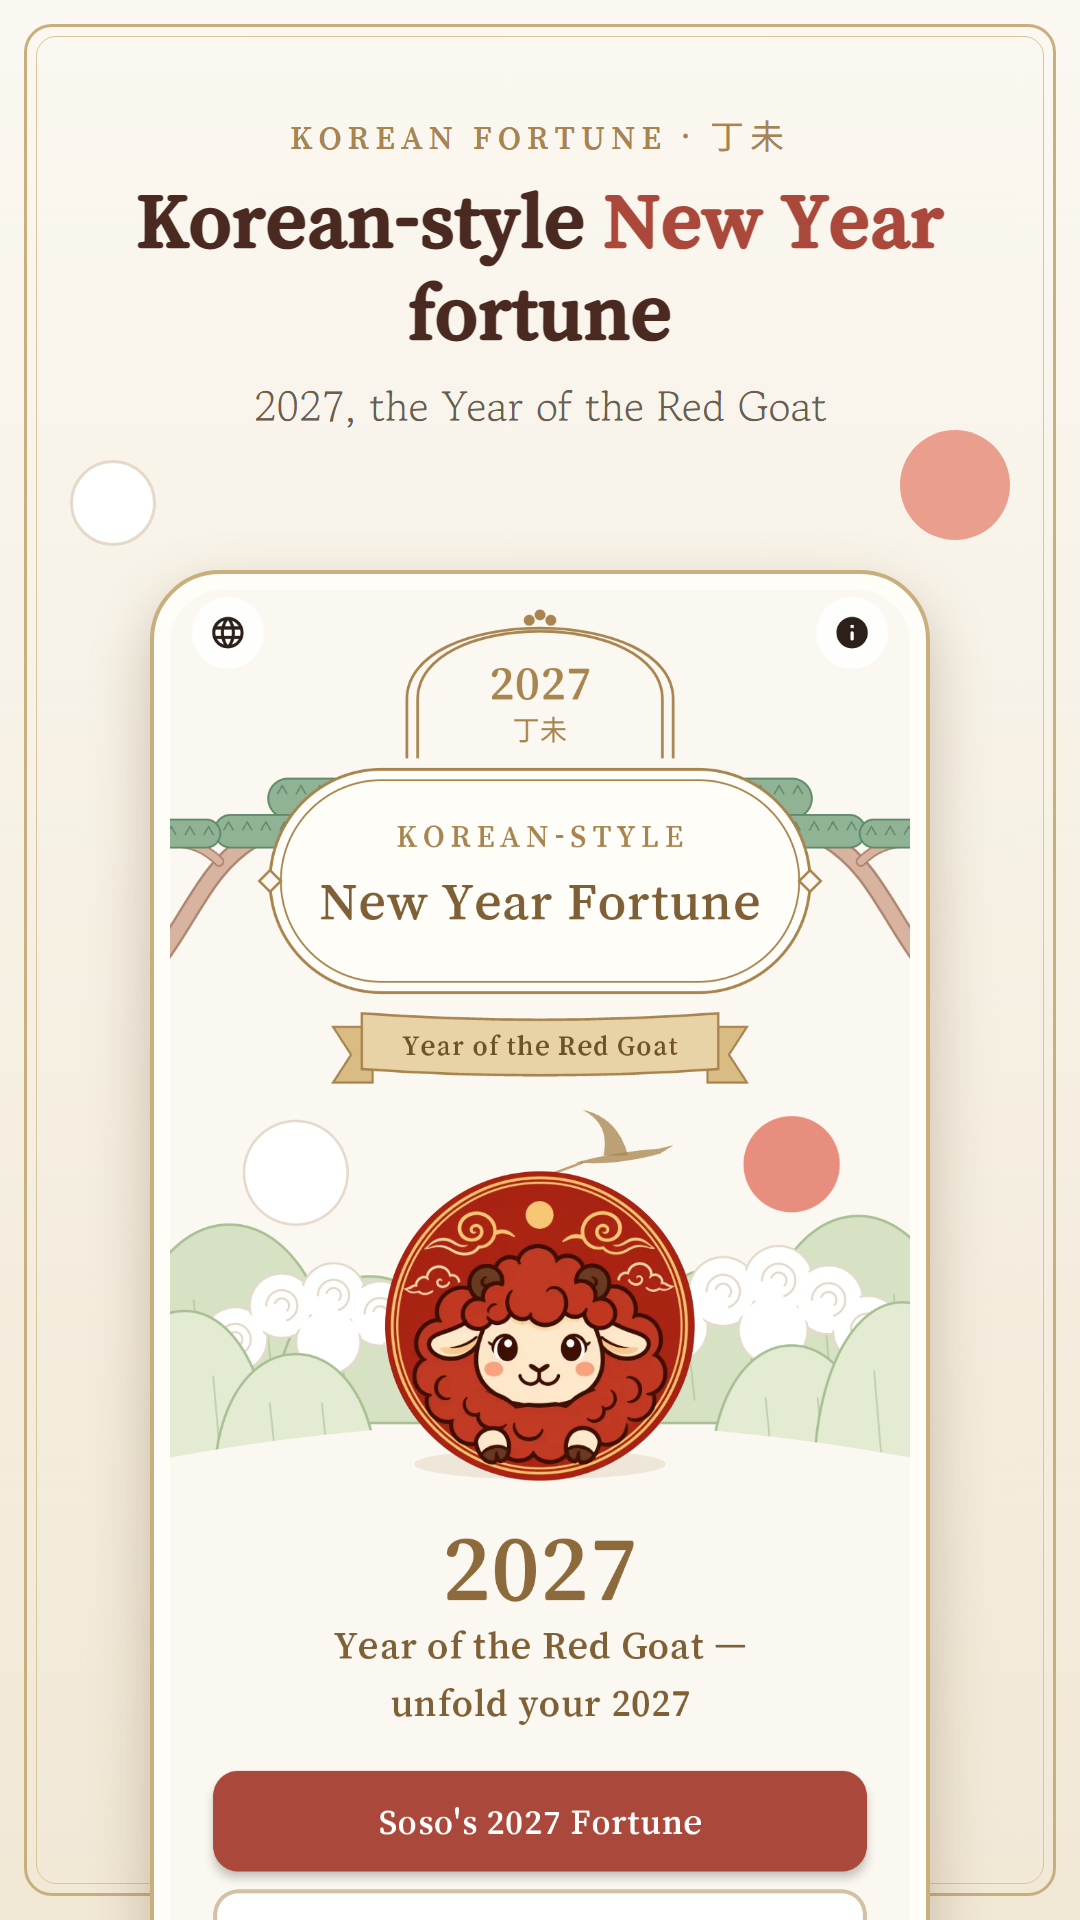 KOREAN FORTUNE · 丁未
Korean-style New Year
fortune
2027, the Year of the Red Goat
2027
丁未
KOREAN-STYLE
New Year Fortune
Year of the Red Goat
2027
Year of the Red Goat —
unfold your 2027
Soso's 2027 Fortune